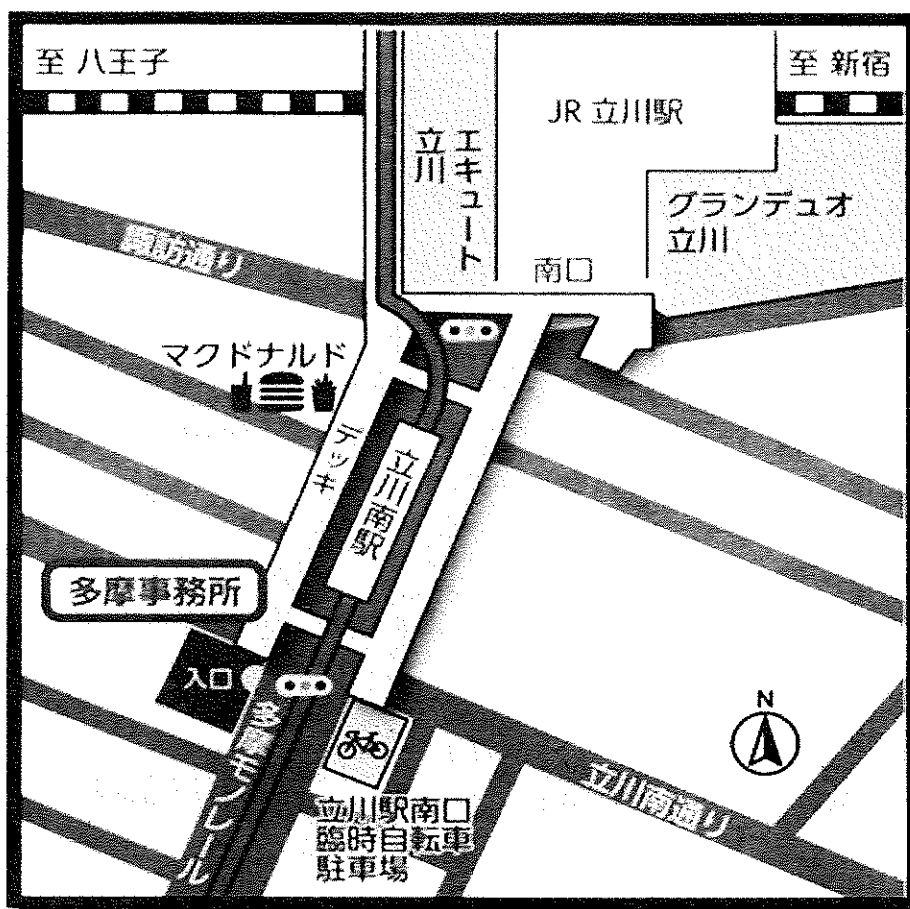 至 八王子
至 新宿
JR 立川駅
エキュート
立川
グランデュオ
立川
南口
諏訪通り
マクドナルド
デッキ
立川南駅
多摩事務所
入口
多摩モノレール
N
立川南通り
立川駅南口
臨時自転車
駐車場